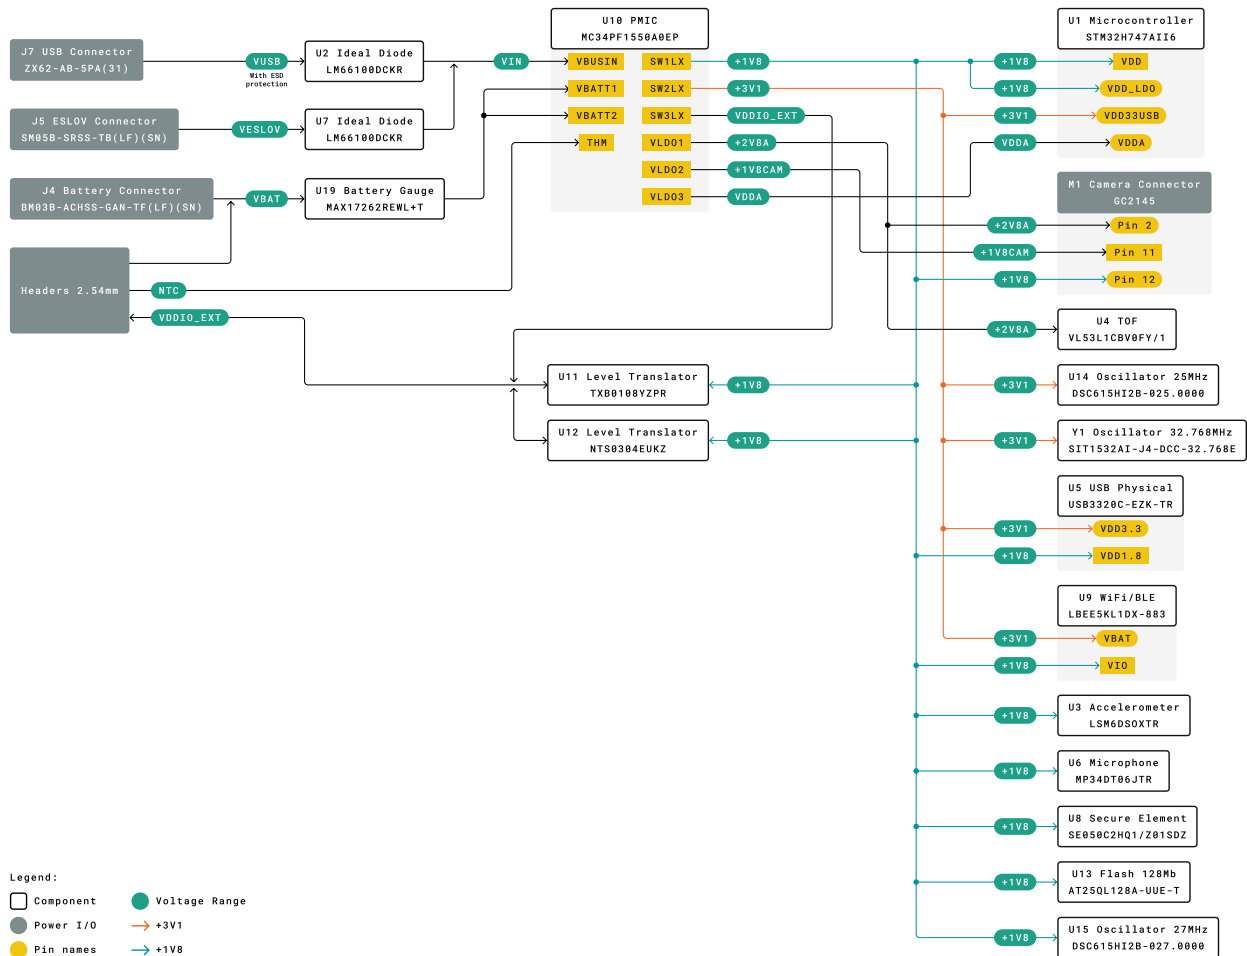 J7 USB Connector
ZX62-AB-5PA(31)
VUSB
With ESD
protection
U2 Ideal Diode
LM66100DCKR
VIN
J5 ESLOV Connector
SM05B-SRSS-TB(LF)(SN)
VESLOV
U7 Ideal Diode
LM66100DCKR
J4 Battery Connector
BM03B-ACHSS-GAN-TF(LF)(SN)
VBAT
U19 Battery Gauge
MAX17262REWL+T
Headers 2.54mm
NTC
VDDIO_EXT
U10 PMIC
MC34PF1550A0EP
VBUSIN
VBATT1
VBATT2
THM
SW1LX
SW2LX
SW3LX
VLDO1
VLDO2
VLDO3
+1V8
+3V1
VDDIO_EXT
+2V8A
+1V8CAM
VDDA
U11 Level Translator
TXB0108YZPR
+1V8
U12 Level Translator
NTS0304EUKZ
+1V8
U1 Microcontroller
STM32H747AII6
+1V8
VDD
+1V8
VDD_LDO
+3V1
VDD33USB
VDDA
VDDA
M1 Camera Connector
GC2145
+2V8A
Pin 2
+1V8CAM
Pin 11
+1V8
Pin 12
+2V8A
U4 TOF
VL53L1CBV0FY/1
+3V1
U14 Oscillator 25MHz
DSC615HI2B-025.0000
+3V1
Y1 Oscillator 32.768MHz
SIT1532AI-J4-DCC-32.768E
U5 USB Physical
USB3320C-EZK-TR
+3V1
VDD3.3
+1V8
VDD1.8
U9 WiFi/BLE
LBEE5KL1DX-883
+3V1
VBAT
+1V8
VIO
+1V8
U3 Accelerometer
LSM6DSOXTR
+1V8
U6 Microphone
MP34DT06JTR
+1V8
U8 Secure Element
SE050C2HQ1/Z01SDZ
+1V8
U13 Flash 128Mb
AT25QL128A-UUE-T
+1V8
U15 Oscillator 27MHz
DSC615HI2B-027.0000
Legend:
Component
Voltage Range
Power I/O
+3V1
Pin names
+1V8